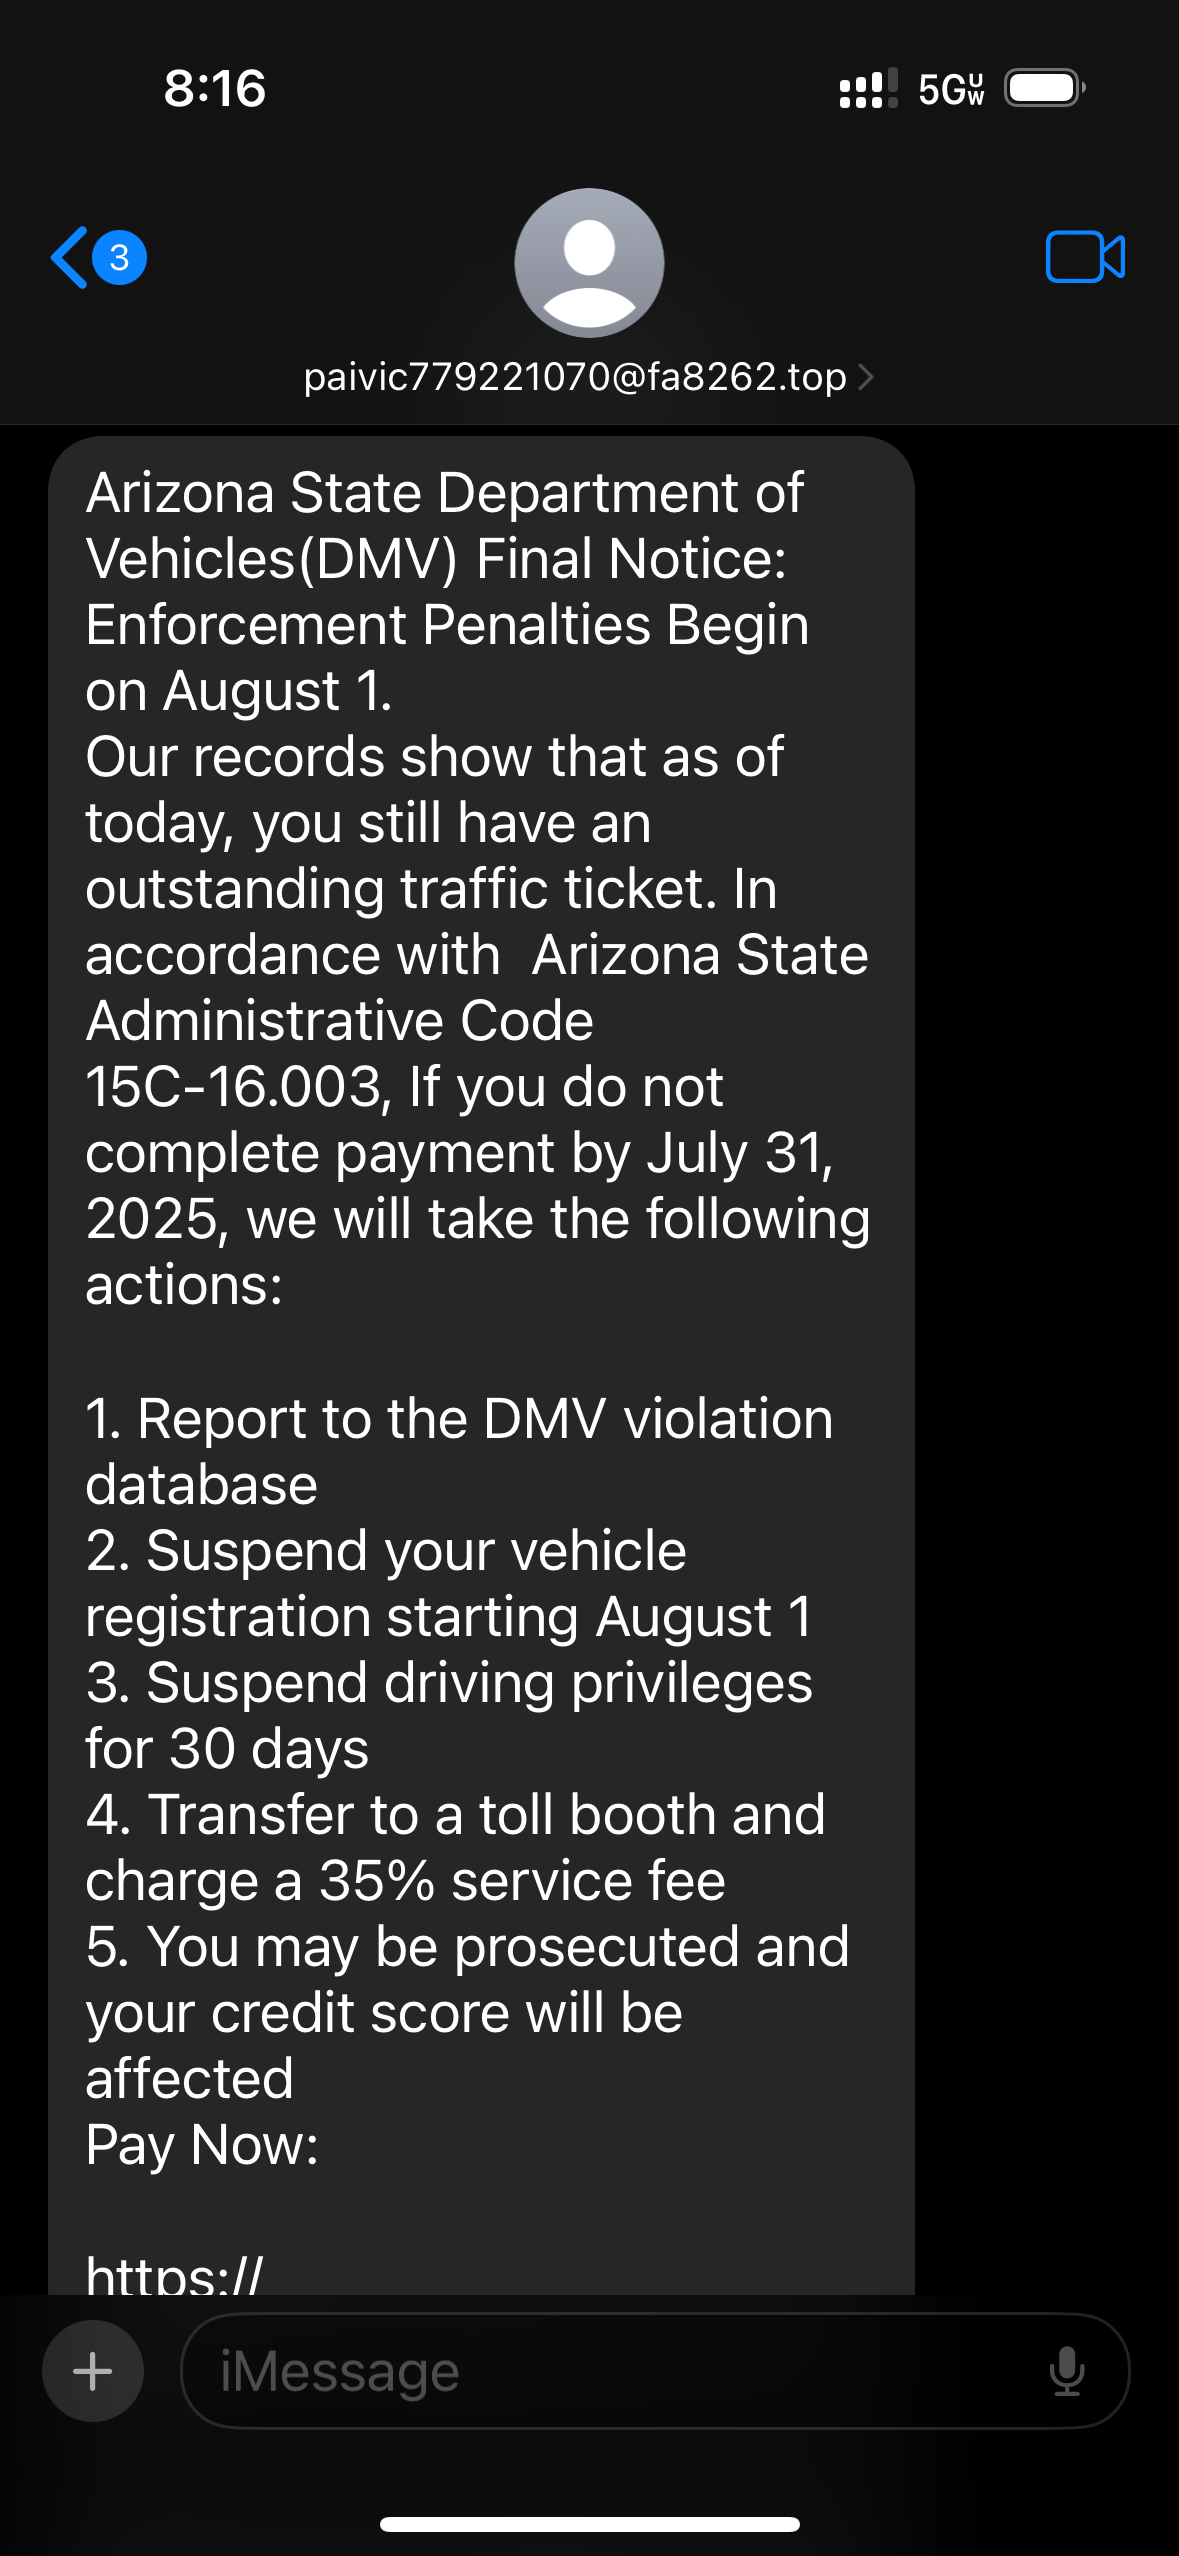 8:16
5G UW
3
paivic779221070@fa8262.top
Arizona State Department of
Vehicles(DMV) Final Notice:
Enforcement Penalties Begin
on August 1.
Our records show that as of
today, you still have an
outstanding traffic ticket. In
accordance with  Arizona State
Administrative Code
15C-16.003, If you do not
complete payment by July 31,
2025, we will take the following
actions:
1. Report to the DMV violation
database
2. Suspend your vehicle
registration starting August 1
3. Suspend driving privileges
for 30 days
4. Transfer to a toll booth and
charge a 35% service fee
5. You may be prosecuted and
your credit score will be
affected
Pay Now:
https://
iMessage